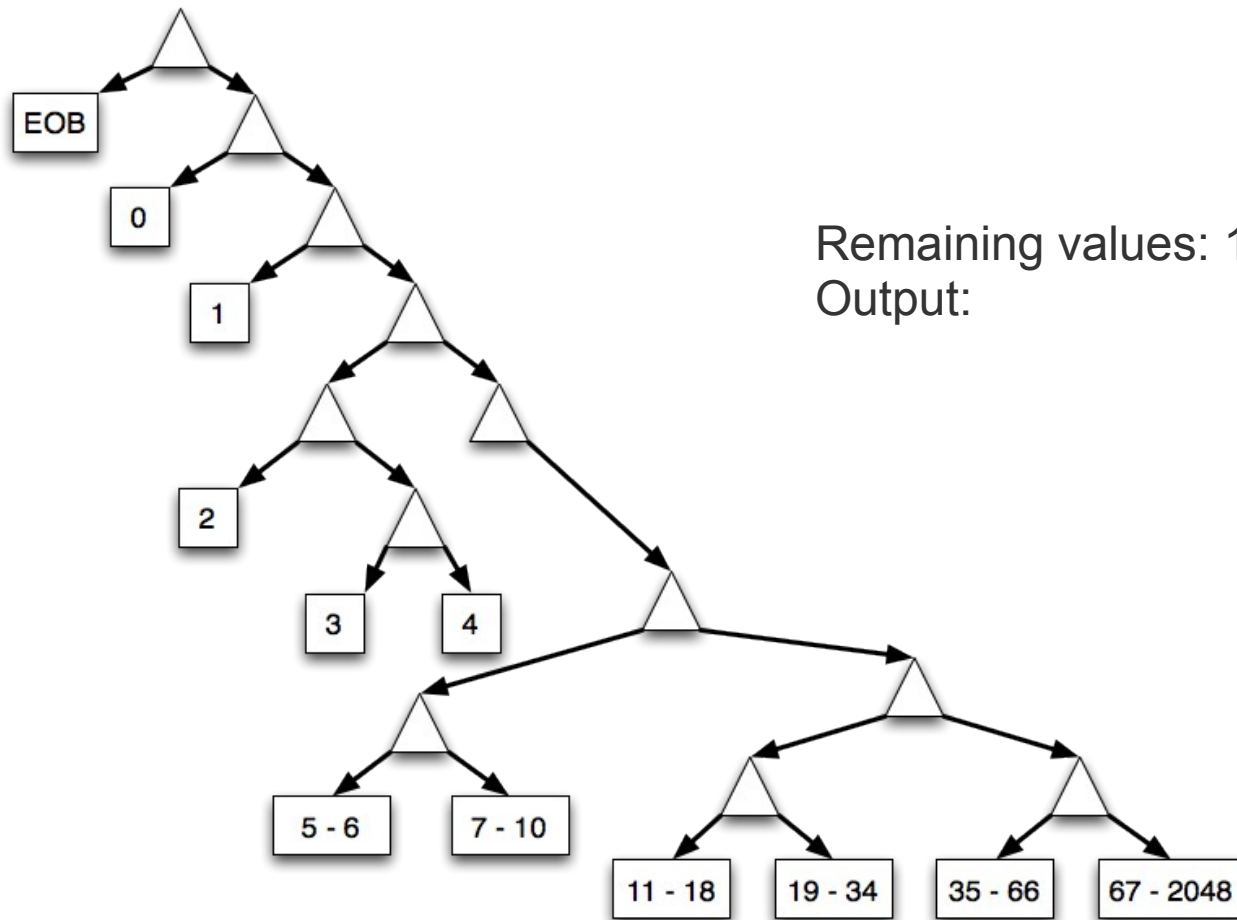 EOB
0
Remaining values: 1
Output:
1
2
3
4
5 - 6
7 - 10
11 - 18
19 - 34
35 - 66
67 - 2048